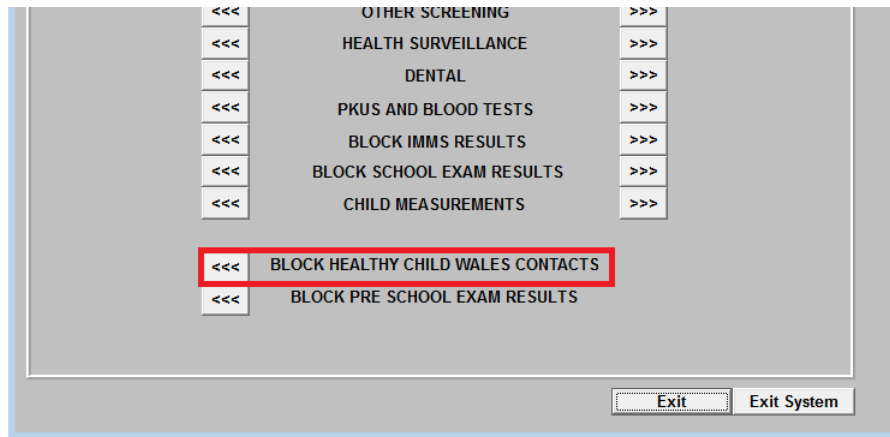 <<< OTHER SCREENING >>>
<<< HEALTH SURVEILLANCE >>>
<<< DENTAL >>>
<<< PKUS AND BLOOD TESTS >>>
<<< BLOCK IMMS RESULTS >>>
<<< BLOCK SCHOOL EXAM RESULTS >>>
<<< CHILD MEASUREMENTS >>>
<<< BLOCK HEALTHY CHILD WALES CONTACTS
<<< BLOCK PRE SCHOOL EXAM RESULTS
Exit Exit System